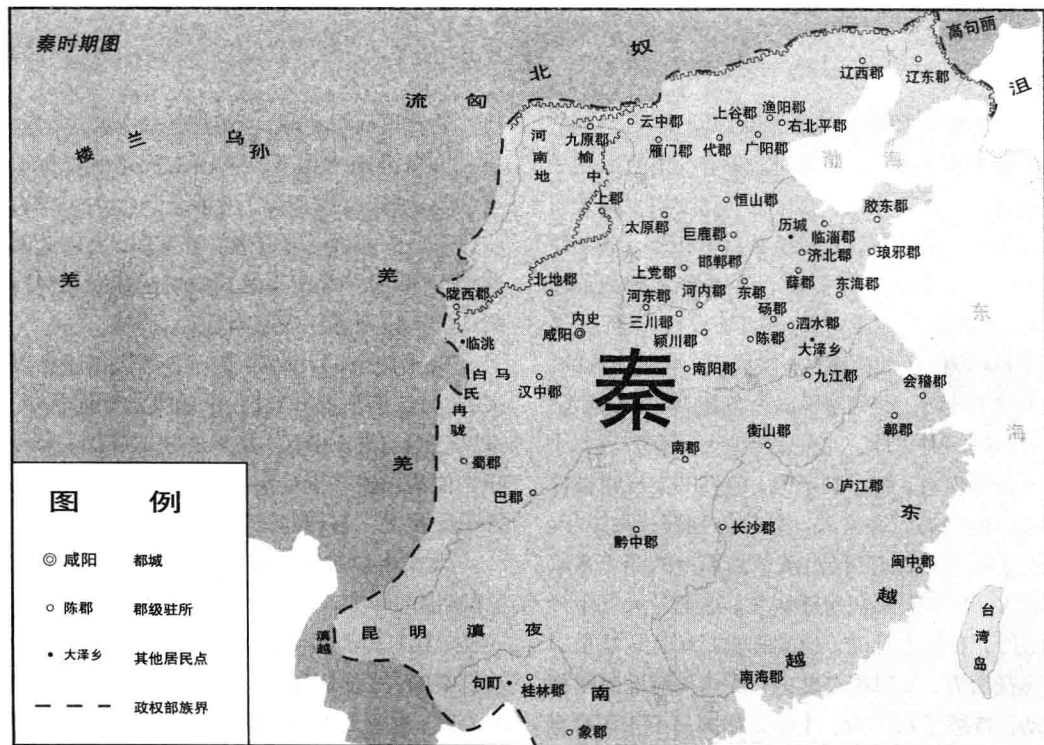 秦时期图
北奴
流匈
高句丽
沮
辽西郡
辽东郡
楼兰
乌孙
河南地
九原郡
榆中
云中郡
雁门郡
上谷郡
渔阳郡
右北平郡
代郡
广阳郡
渤海
上郡
恒山郡
太原郡
巨鹿郡
历城
临淄郡
胶东郡
邯郸郡
济北郡
琅邪郡
羌
羌
上党郡
薛郡
东海郡
北地郡
陇西郡
河东郡
河内郡
东郡
砀郡
内史
咸阳
三川郡
颍川郡
泗水郡
陈郡
大泽乡
临洮
白马氏
冉駹
汉中郡
秦
南阳郡
九江郡
会稽郡
鄣郡
东海
羌
蜀郡
南郡
衡山郡
巴郡
庐江郡
黔中郡
长沙郡
闽中郡
东越
滇越
昆明
滇
夜
句町
桂林郡
南越
南海郡
象郡
台湾岛
图例
咸阳 都城
陈郡 郡级驻所
大泽乡 其他居民点
政权部族界